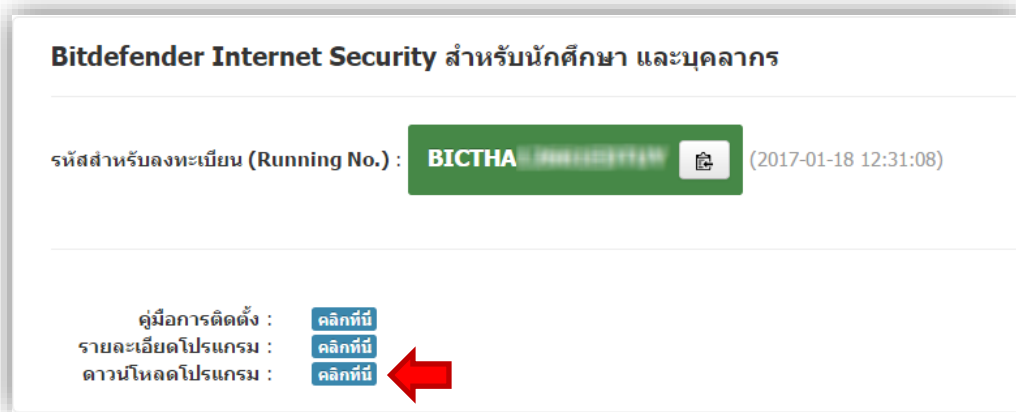 Bitdefender Internet Security สำหรับนักศึกษา และบุคลากร
รหัสสำหรับลงทะเบียน (Running No.) : BICTHA (2017-01-18 12:31:08)
คู่มือการติดตั้ง : คลิกที่นี่
รายละเอียดโปรแกรม : คลิกที่นี่
ดาวน์โหลดโปรแกรม : คลิกที่นี่